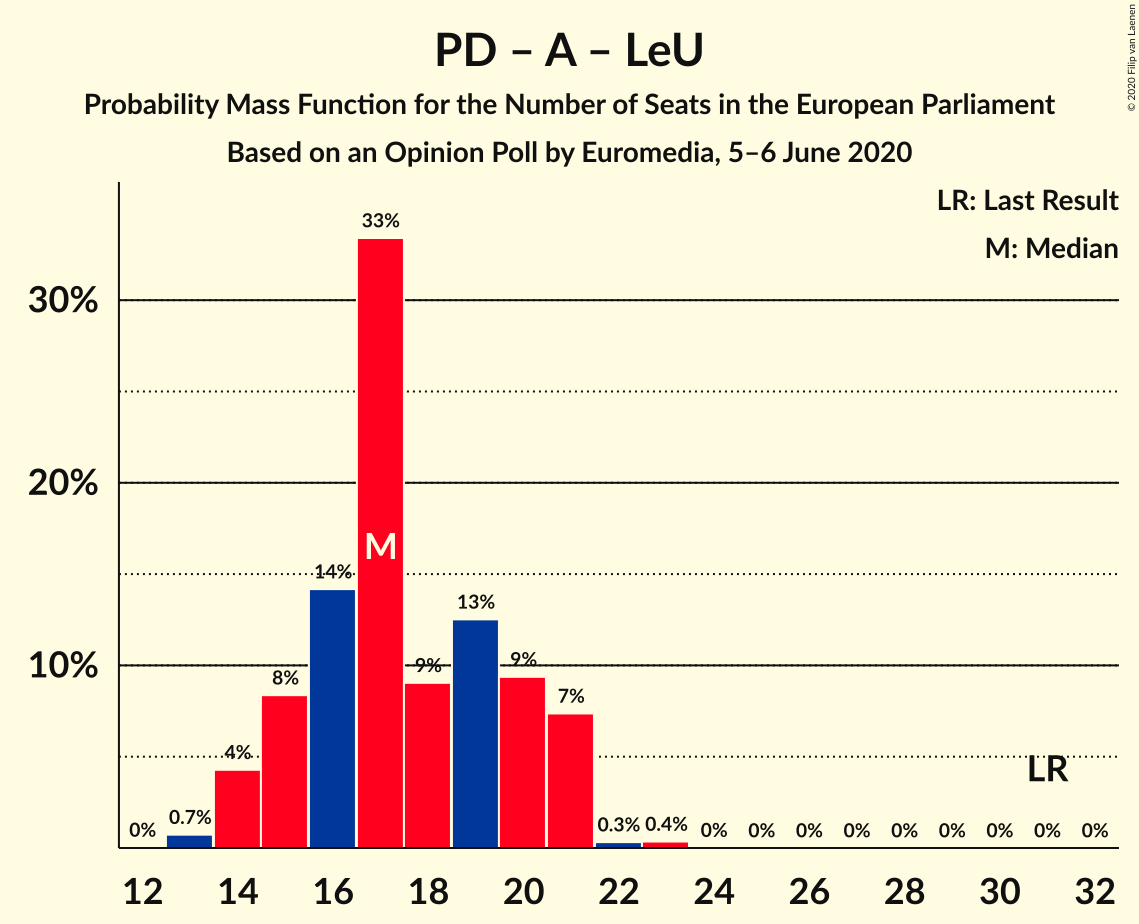 PD – A – LeU
Probability Mass Function for the Number of Seats in the European Parliament
Based on an Opinion Poll by Euromedia, 5–6 June 2020
© 2020 Filip van Laenen
LR: Last Result
M: Median
30%
20%
10%
0%
0.7%
4%
8%
14%
33%
M
9%
13%
9%
7%
0.3%
0.4%
0%
0%
0%
0%
0%
0%
0%
0%
0%
LR
12 14 16 18 20 22 24 26 28 30 32